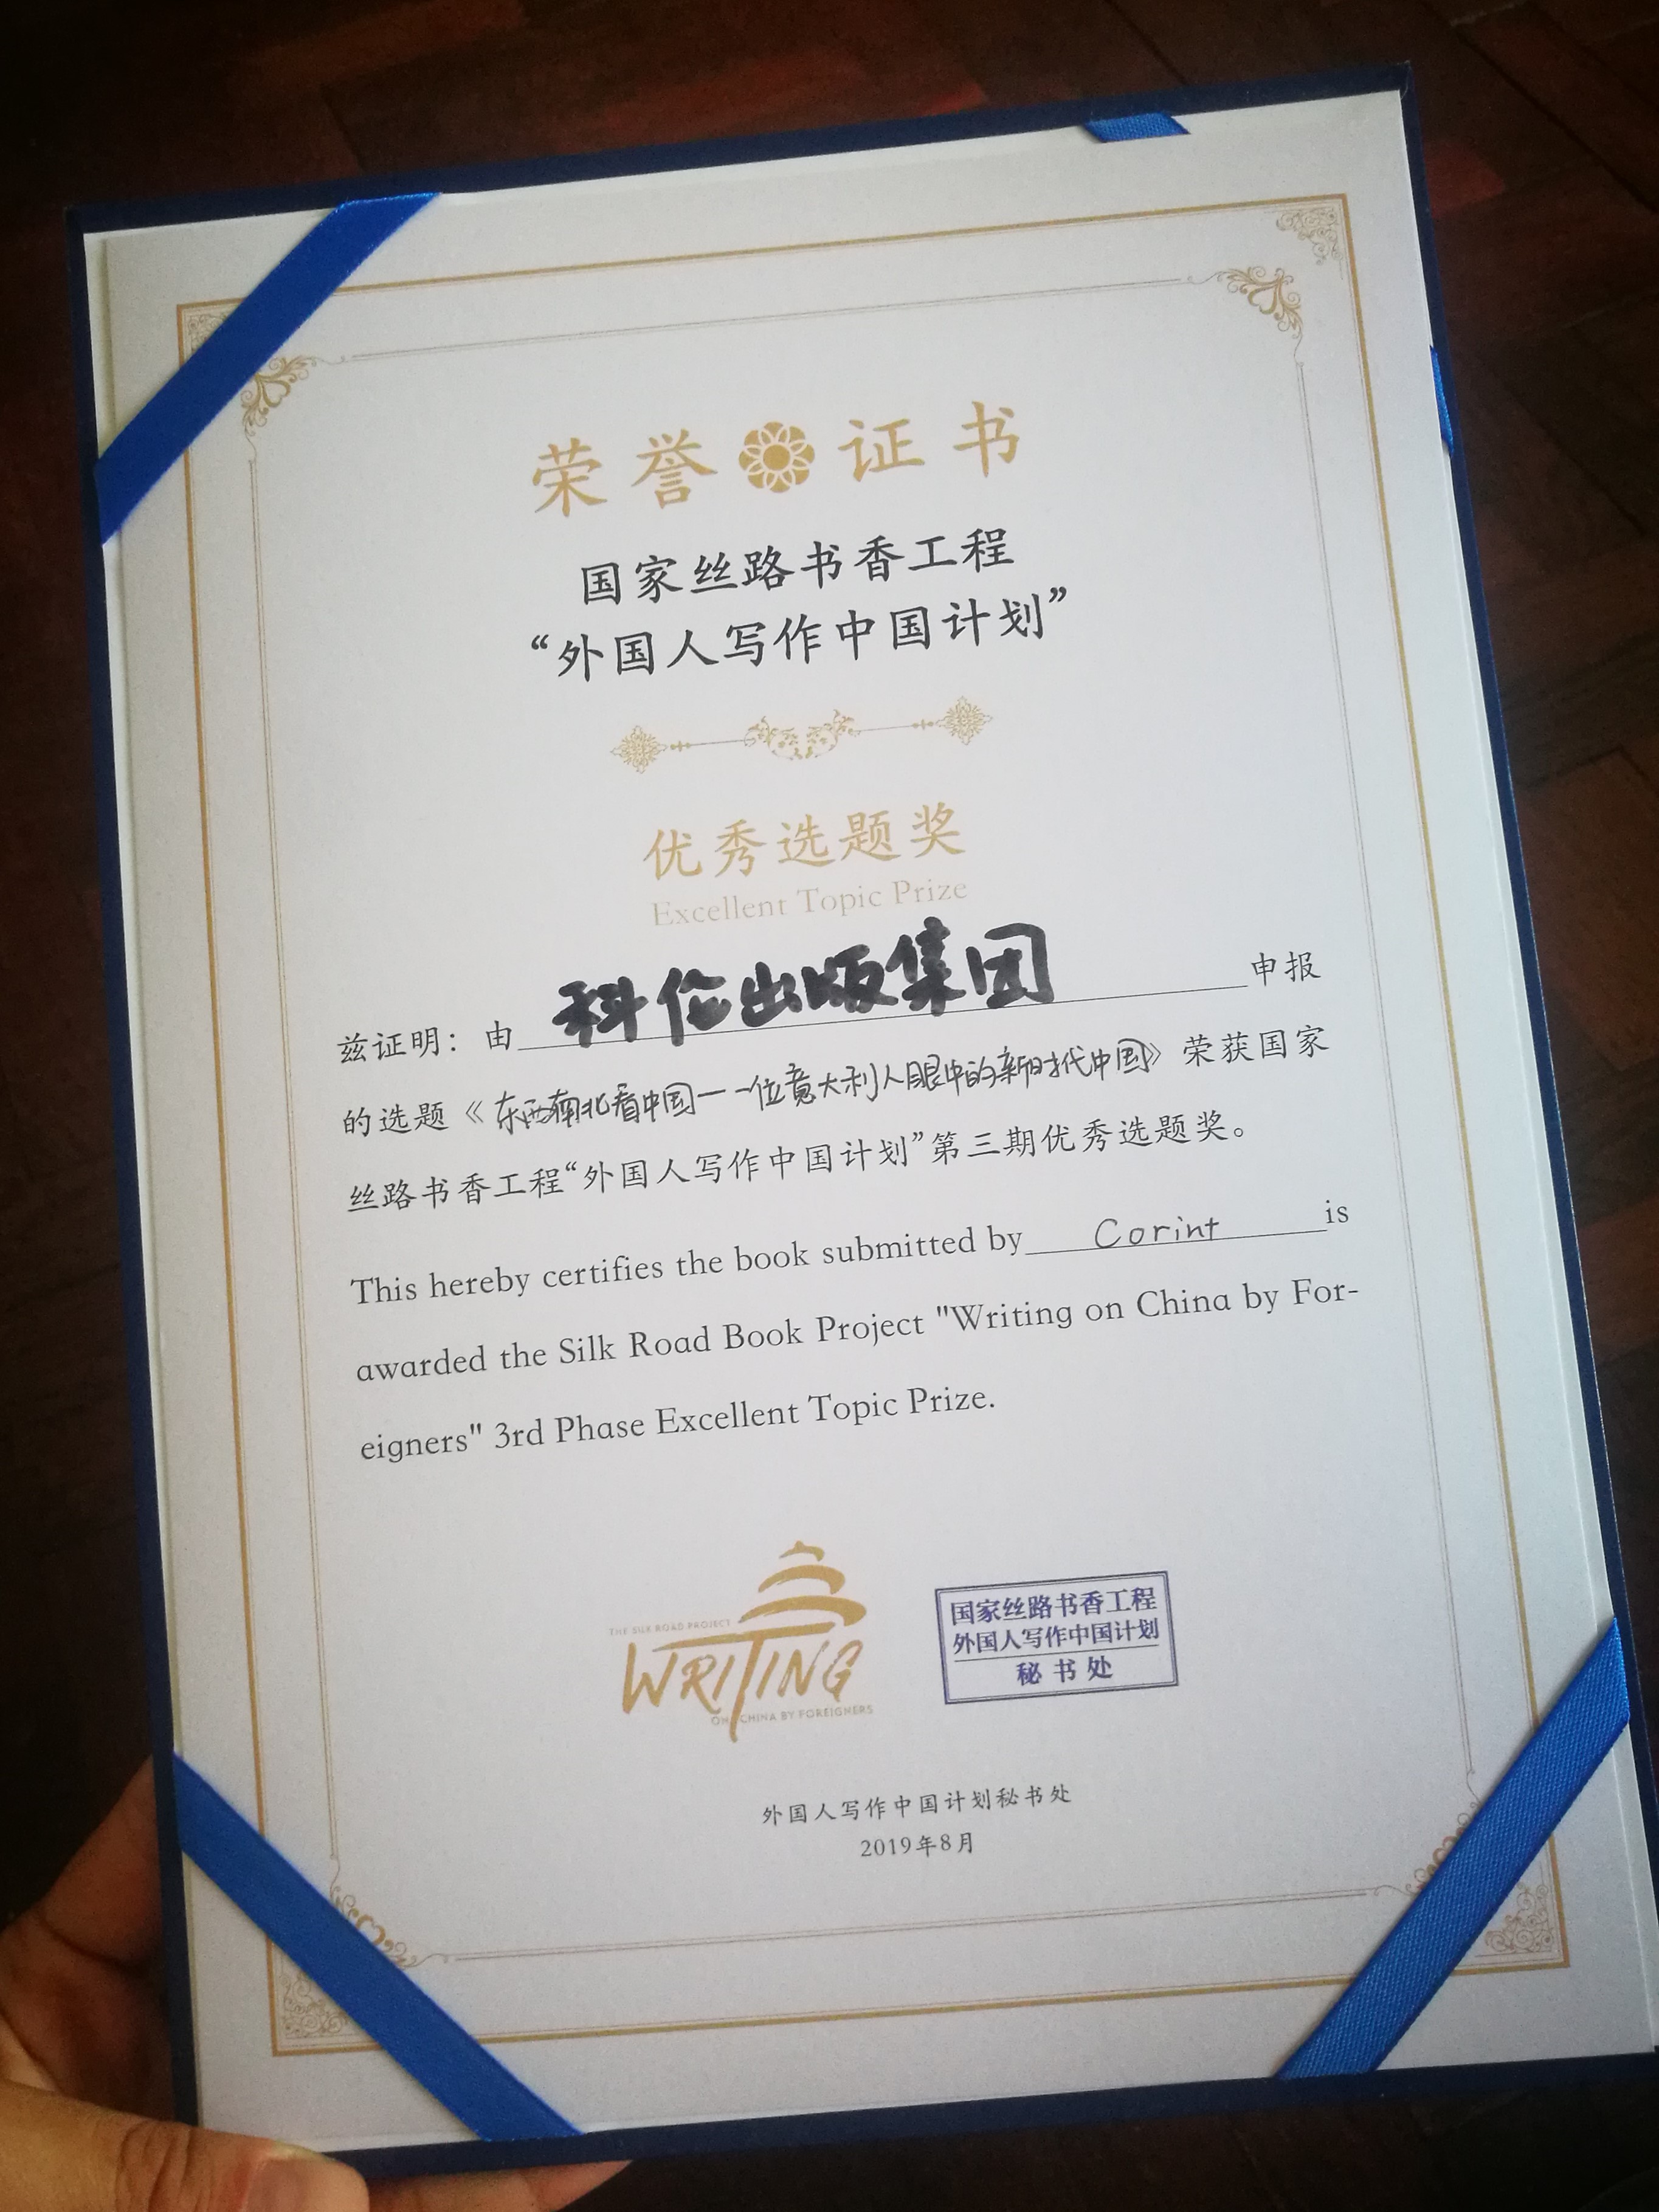 荣誉证书
国家丝路书香工程
“外国人写作中国计划”
优秀选题奖
Excellent Topic Prize
兹证明：由 科伦出版集团 申报
的选题《东西南北看中国——一位意大利人眼中的新时代中国》荣获国家
丝路书香工程“外国人写作中国计划”第三期优秀选题奖。
This hereby certifies the book submitted by Corint is
awarded the Silk Road Book Project "Writing on China by For-
eigners" 3rd Phase Excellent Topic Prize.
THE SILK ROAD PROJECT
WRITING
ON CHINA BY FOREIGNERS
国家丝路书香工程
外国人写作中国计划
秘书处
外国人写作中国计划秘书处
2019年8月